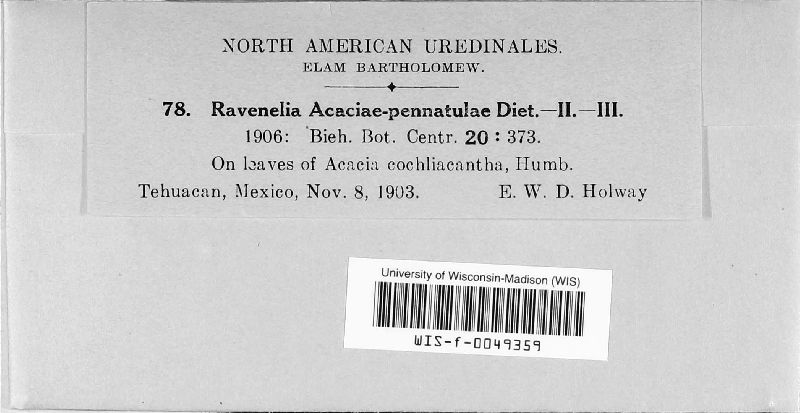 NORTH AMERICAN UREDINALES.
ELAM BARTHOLOMEW.
78. Ravenelia Acaciae-pennatulae Diet.—II.—III.
1906: Bieh. Bot. Centr. 20 : 373.
On leaves of Acacia cochliacantha, Humb.
Tehuacan, Mexico, Nov. 8, 1903. E. W. D. Holway
University of Wisconsin-Madison (WIS)
WIS-f-0049359